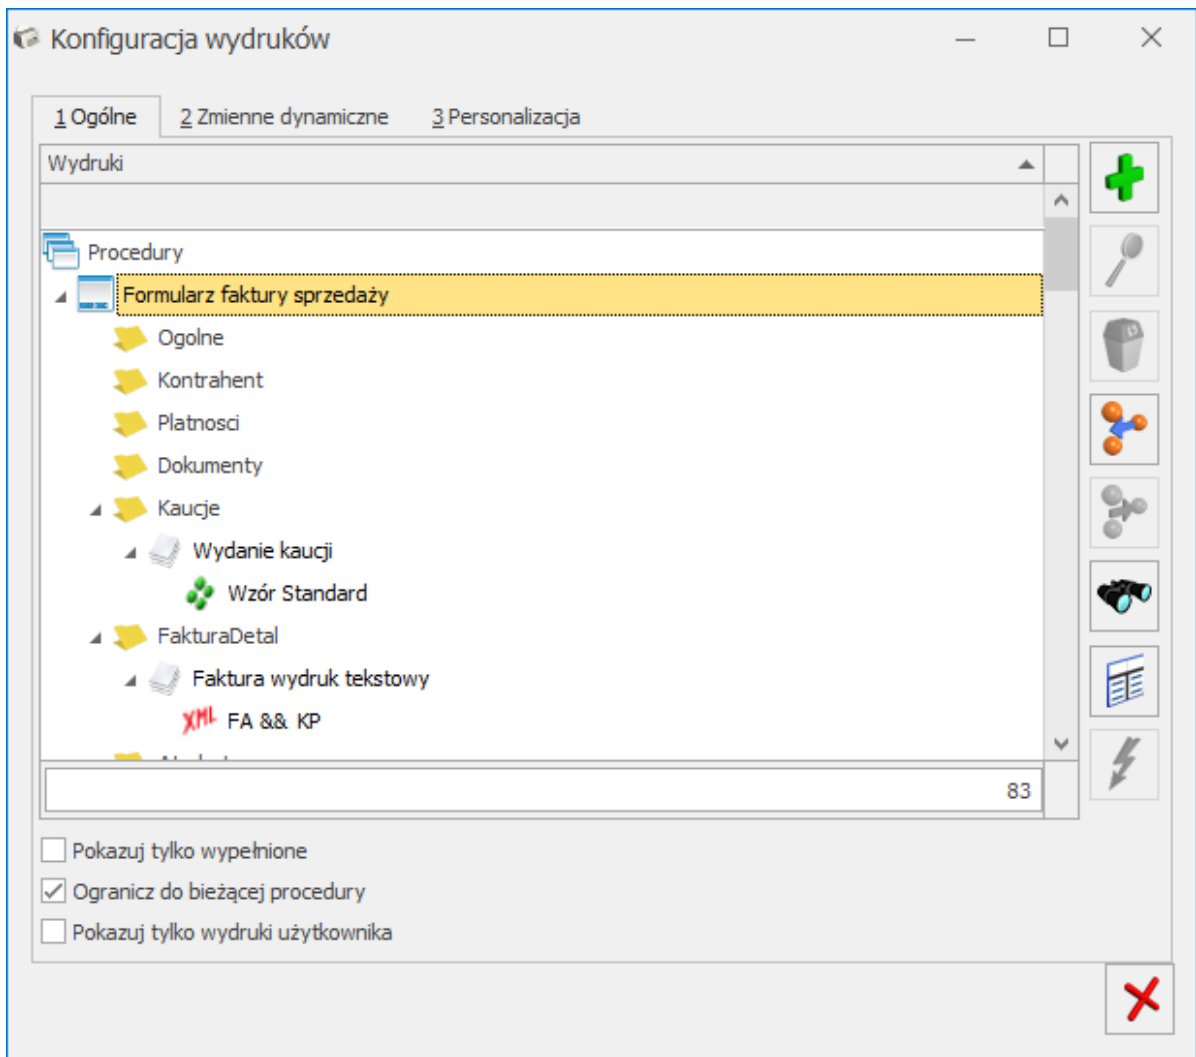 Konfiguracja wydruków
1 Ogólne 2 Zmienne dynamiczne 3 Personalizacja
Wydruki
Procedury
Formularz faktury sprzedaży
Ogolne
Kontrahent
Platnosci
Dokumenty
Kaucje
Wydanie kaucji
Wzór Standard
FakturaDetal
Faktura wydruk tekstowy
XML FA && KP
83
Pokazuj tylko wypełnione
Ogranicz do bieżącej procedury
Pokazuj tylko wydruki użytkownika